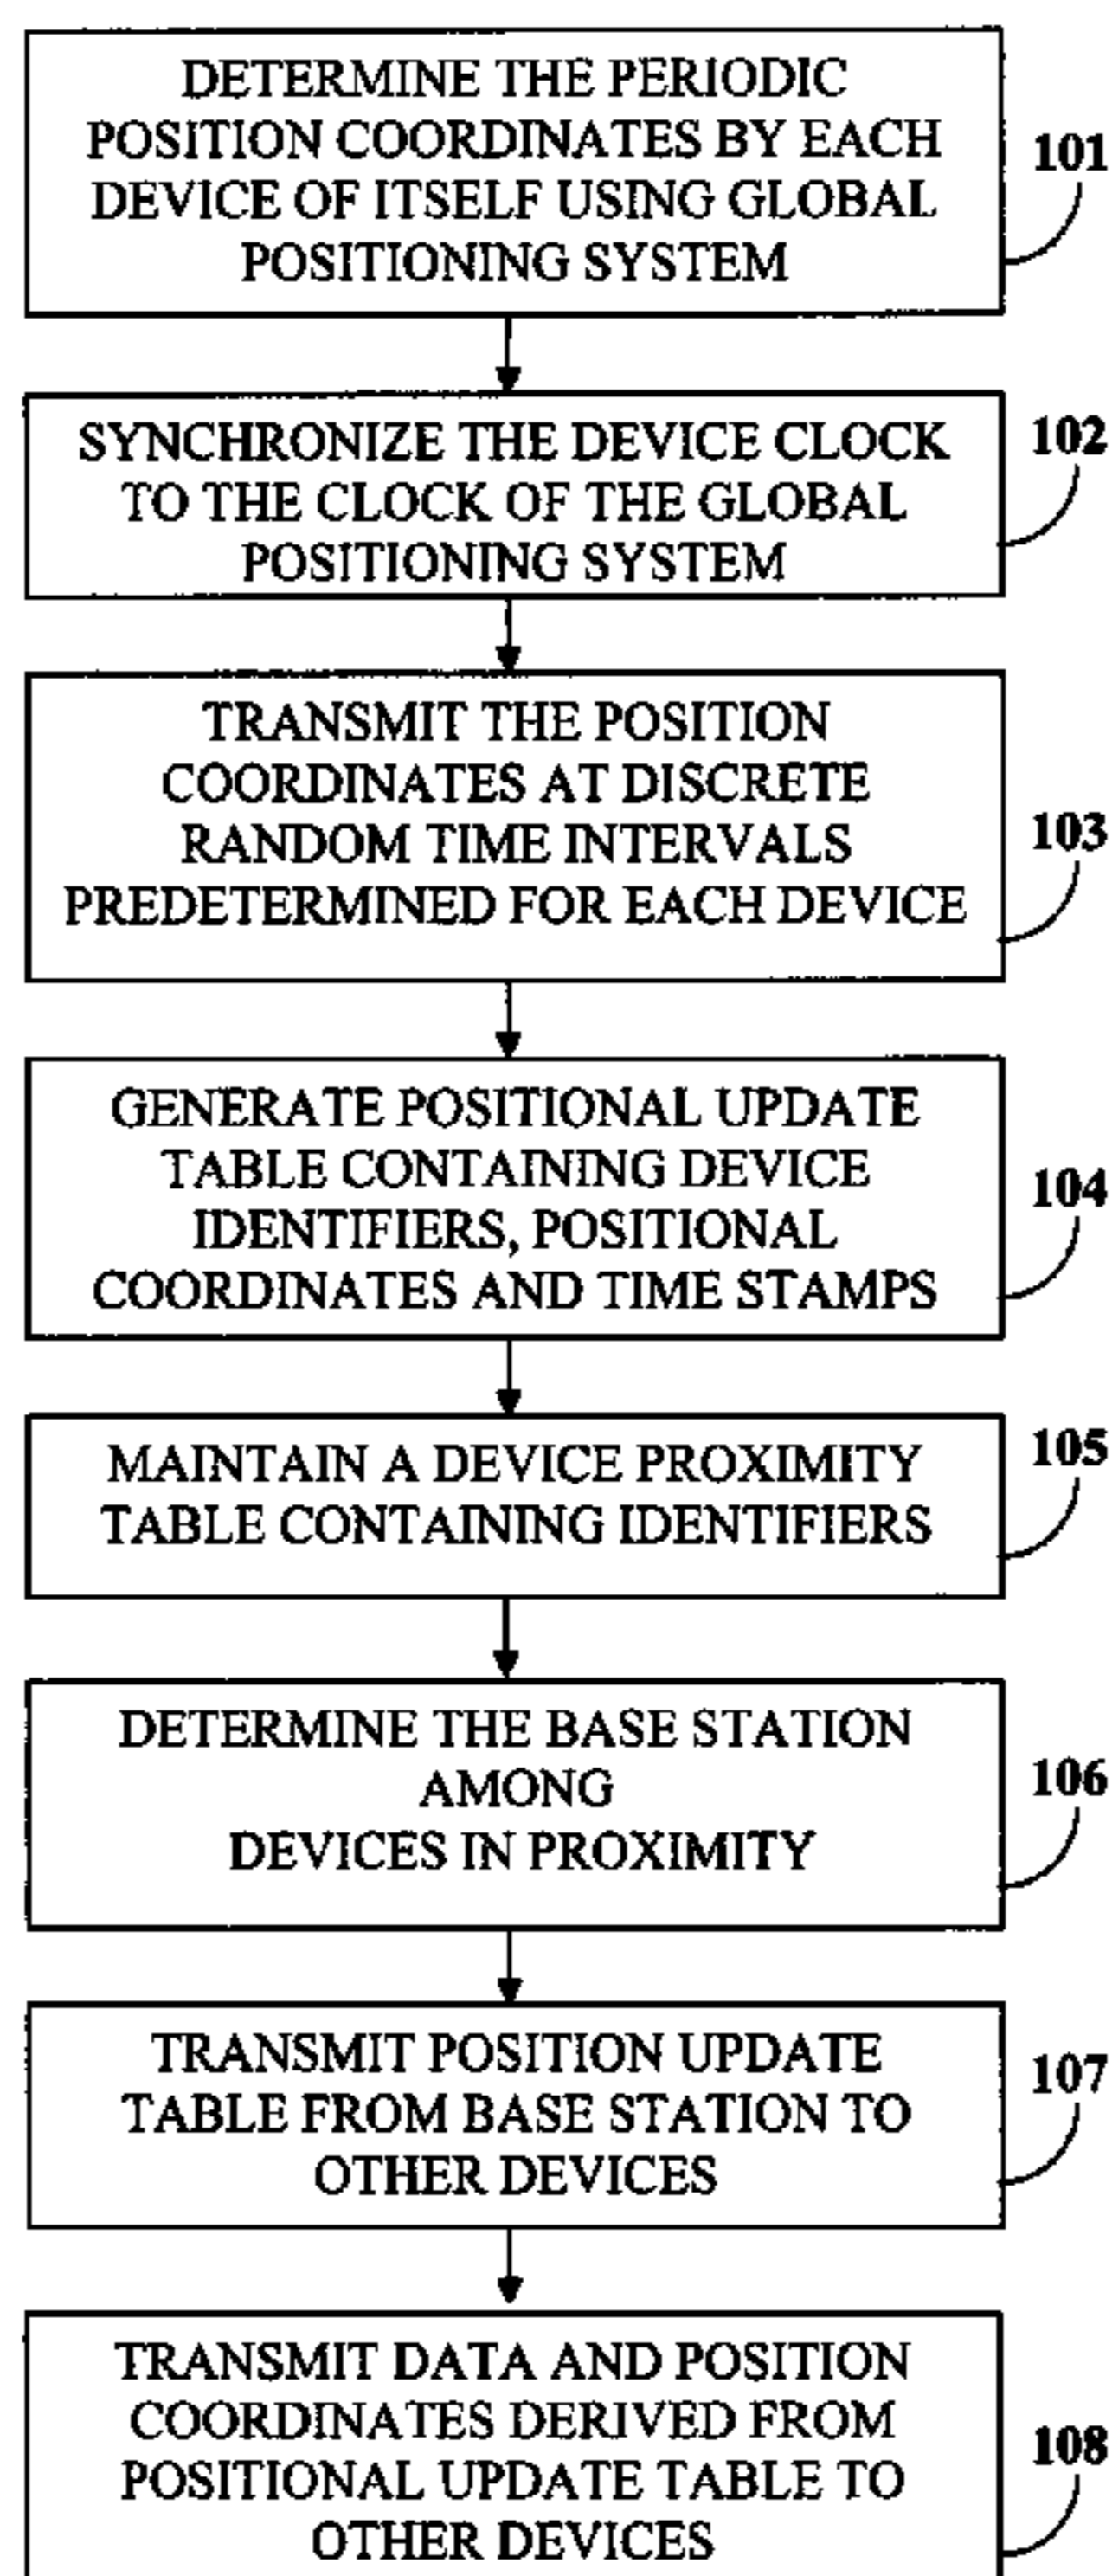 DETERMINE THE PERIODIC
POSITION COORDINATES BY EACH
DEVICE OF ITSELF USING GLOBAL
POSITIONING SYSTEM
101
SYNCHRONIZE THE DEVICE CLOCK
TO THE CLOCK OF THE GLOBAL
POSITIONING SYSTEM
102
TRANSMIT THE POSITION
COORDINATES AT DISCRETE
RANDOM TIME INTERVALS
PREDETERMINED FOR EACH DEVICE
103
GENERATE POSITIONAL UPDATE
TABLE CONTAINING DEVICE
IDENTIFIERS, POSITIONAL
COORDINATES AND TIME STAMPS
104
MAINTAIN A DEVICE PROXIMITY
TABLE CONTAINING IDENTIFIERS
105
DETERMINE THE BASE STATION
AMONG
DEVICES IN PROXIMITY
106
TRANSMIT POSITION UPDATE
TABLE FROM BASE STATION TO
OTHER DEVICES
107
TRANSMIT DATA AND POSITION
COORDINATES DERIVED FROM
POSITIONAL UPDATE TABLE TO
OTHER DEVICES
108